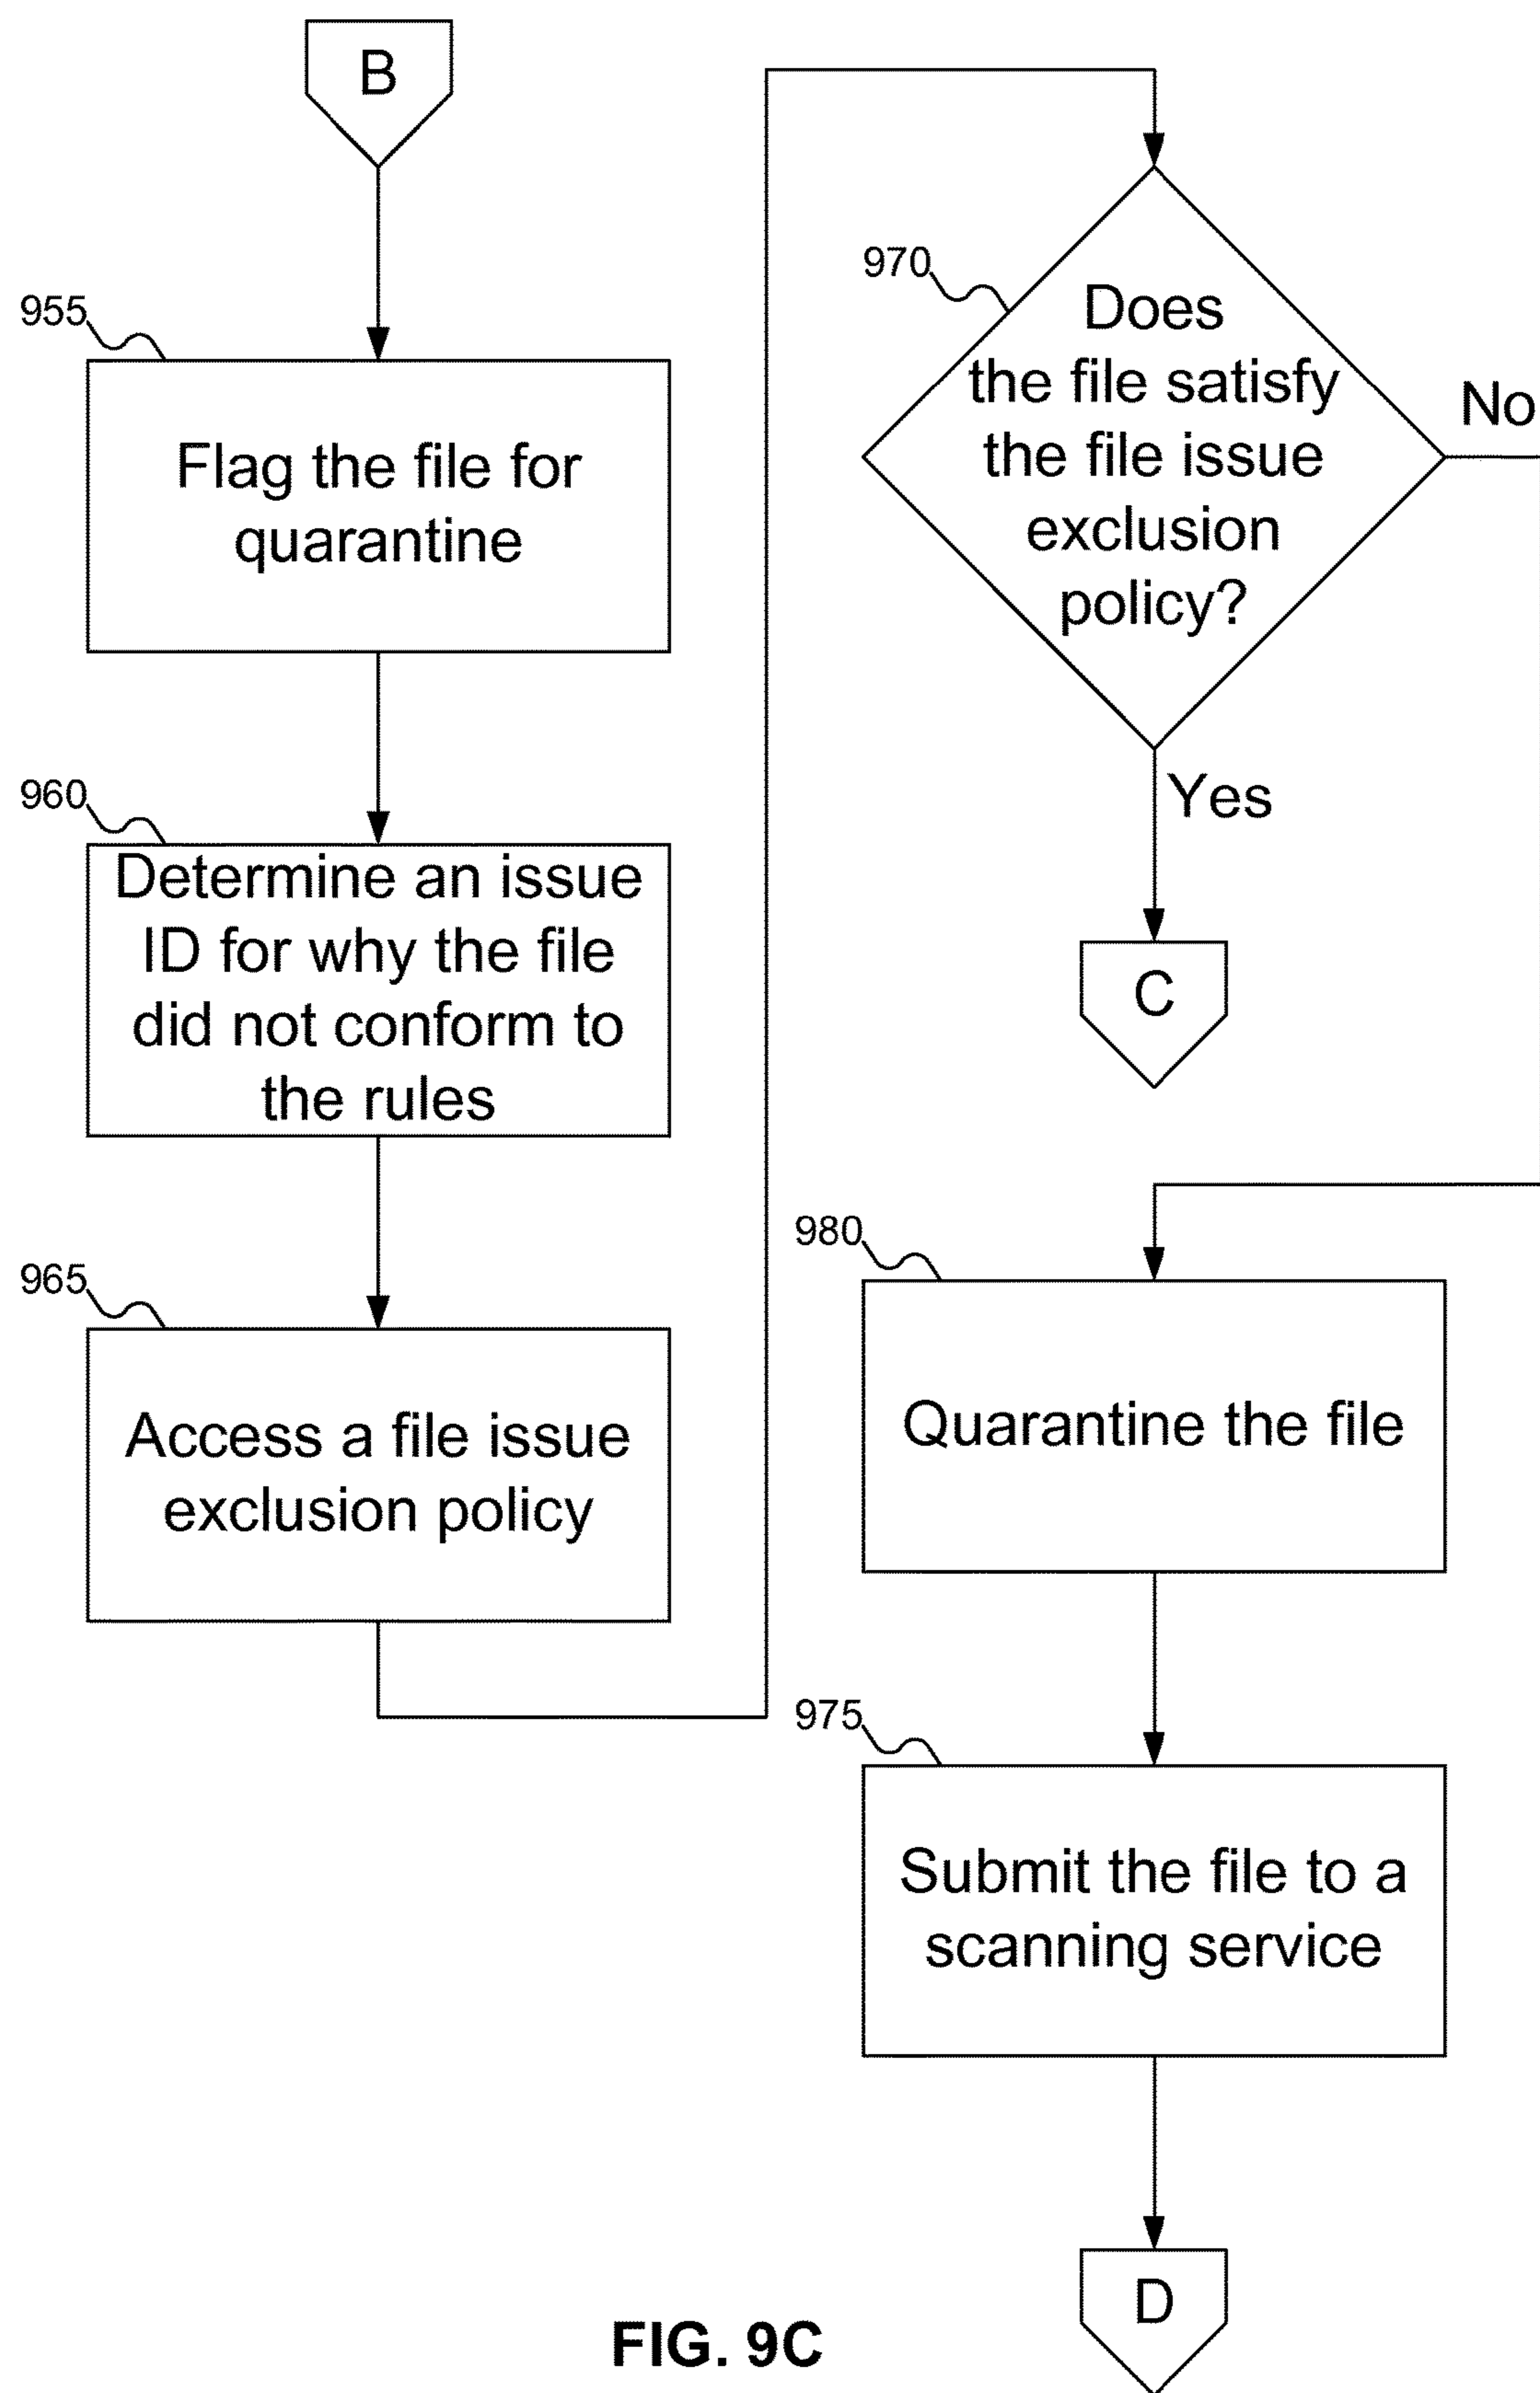 B
955
Flag the file for
quarantine
960
Determine an issue
ID for why the file
did not conform to
the rules
965
Access a file issue
exclusion policy
970
Does
the file satisfy
the file issue
exclusion
policy?
No
Yes
C
980
Quarantine the file
975
Submit the file to a
scanning service
D
FIG. 9C